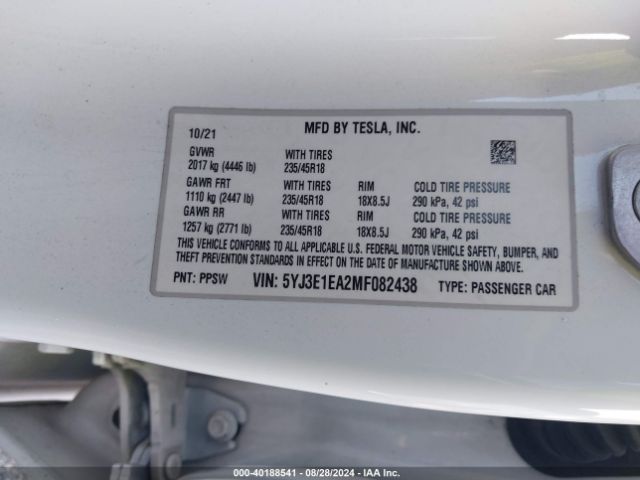 10/21 MFD BY TESLA, INC.
GVWR WITH TIRES
2017 kg (4446 lb) 235/45R18
GAWR FRT WITH TIRES RIM COLD TIRE PRESSURE
1110 kg (2447 lb) 235/45R18 18X8.5J 290 kPa, 42 psi
GAWR RR WITH TIRES RIM COLD TIRE PRESSURE
1257 kg (2771 lb) 235/45R18 18X8.5J 290 kPa, 42 psi
THIS VEHICLE CONFORMS TO ALL APPLICABLE U.S. FEDERAL MOTOR VEHICLE SAFETY, BUMPER, AND
THEFT PREVENTION STANDARDS IN EFFECT ON THE DATE OF MANUFACTURE SHOWN ABOVE.
PNT: PPSW VIN: 5YJ3E1EA2MF082438 TYPE: PASSENGER CAR
000-40188541 - 08/28/2024 - IAA, Inc.